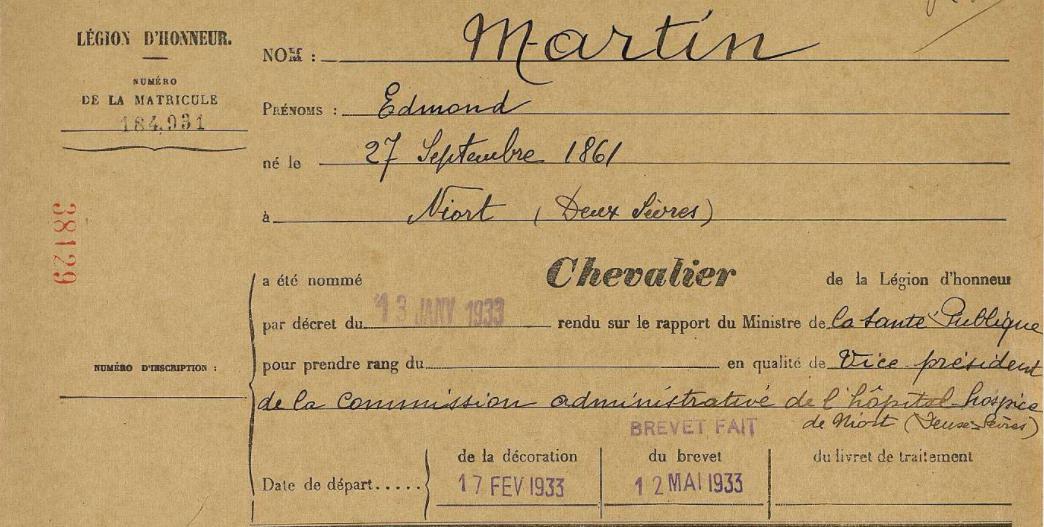 LÉGION D'HONNEUR.
NUMÉRO
DE LA MATRICULE
184,931
38129
NOM : Martin
PRÉNOMS : Edmond
né le 27 Septembre 1861
à Niort (Deux Sèvres)
a été nommé Chevalier de la Légion d'honneur
par décret du 13 JANV 1933 rendu sur le rapport du Ministre de la Santé Publique
pour prendre rang du en qualité de Vice président
NUMÉRO D'INSCRIPTION :
de la Commission administrative de l'hôpital-hospice
de Niort (Deux-Sèvres)
BREVET FAIT
de la décoration du brevet du livret de traitement
Date de départ..... 17 FEV 1933 12 MAI 1933